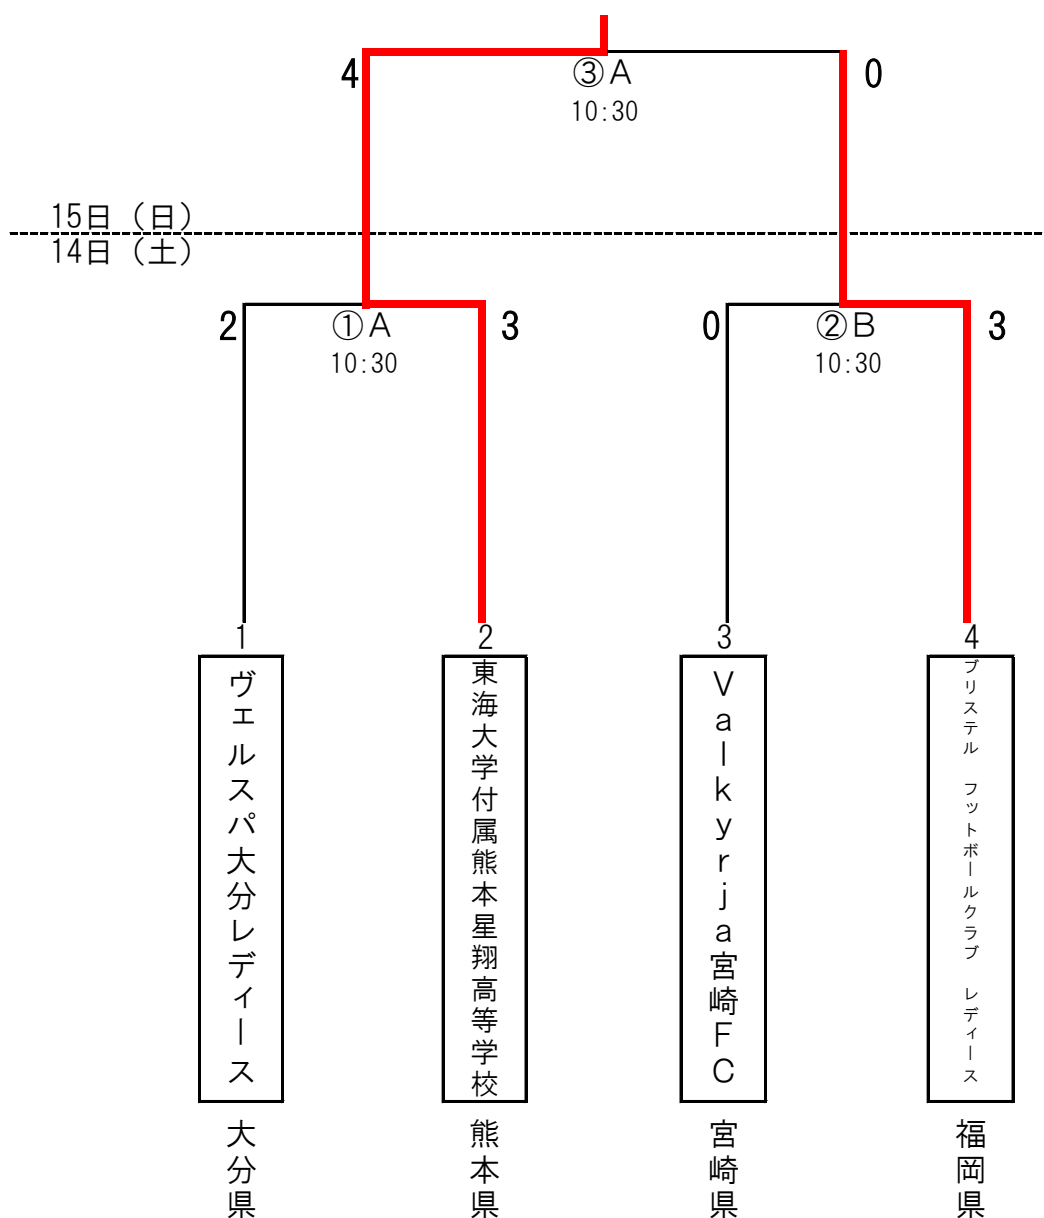 4
③A
0
10:30
15日（日）
14日（土）
2
①A
3
0
②B
3
10:30
10:30
1
2
3
4
ヴェルスパ大分レディース
東海大学付属熊本星翔高等学校
Valkyrja宮崎FC
ブリステル フットボールクラブ レディース
大分県
熊本県
宮崎県
福岡県